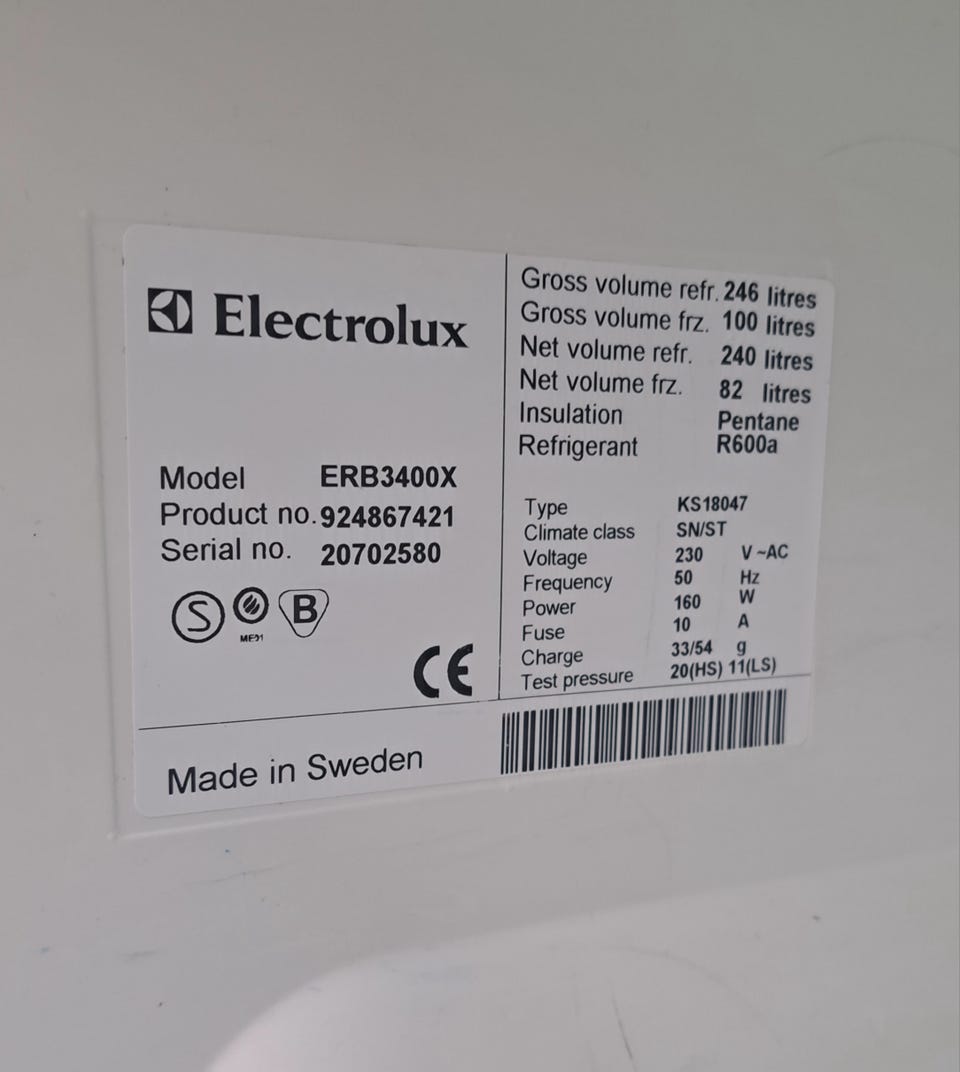 Electrolux
Model ERB3400X
Product no. 924867421
Serial no. 20702580
S
B
CE
Made in Sweden
Gross volume refr. 246 litres
Gross volume frz. 100 litres
Net volume refr. 240 litres
Net volume frz. 82 litres
Insulation Pentane
Refrigerant R600a
Type KS18047
Climate class SN/ST
Voltage 230 V ~AC
Frequency 50 Hz
Power 160 W
Fuse 10 A
Charge 33/54 g
Test pressure 20(HS) 11(LS)